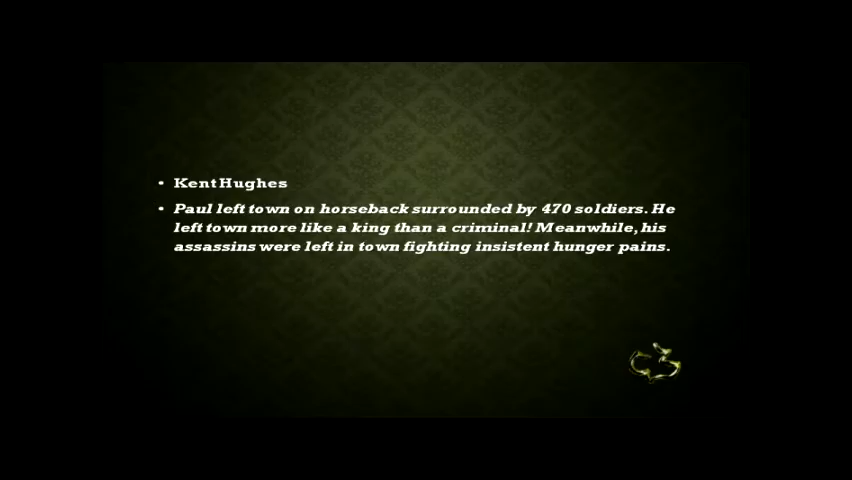 • Kent Hughes
• Paul left town on horseback surrounded by 470 soldiers. He
left town more like a king than a criminal! Meanwhile, his
assassins were left in town fighting insistent hunger pains.